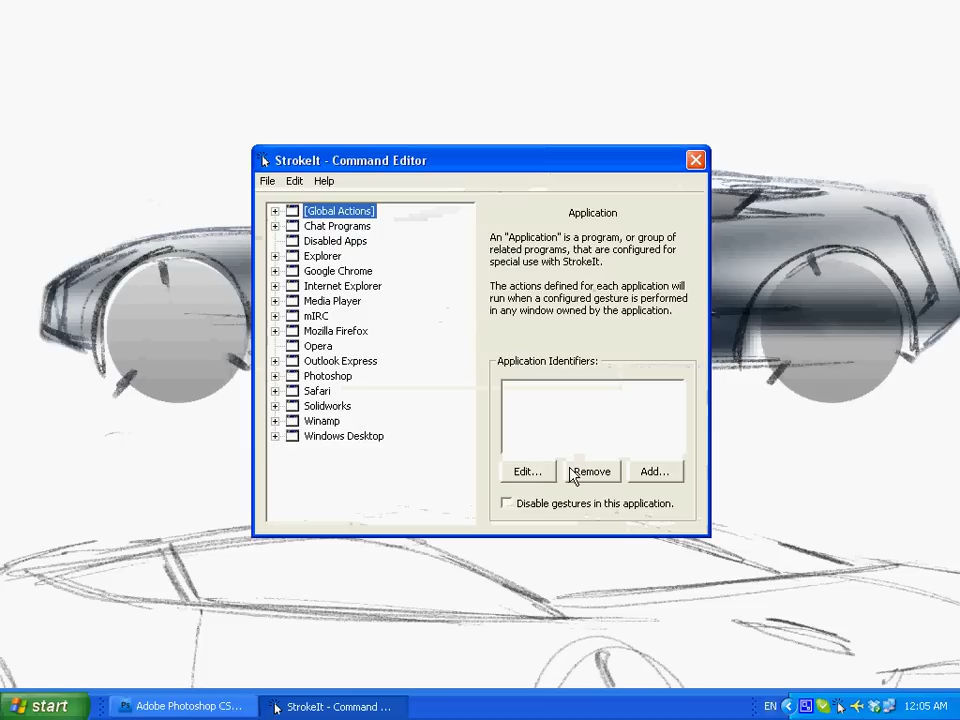 StrokeIt - Command Editor
File Edit Help
[Global Actions]
Chat Programs
Disabled Apps
Explorer
Google Chrome
Internet Explorer
Media Player
mIRC
Mozilla Firefox
Opera
Outlook Express
Photoshop
Safari
Solidworks
Winamp
Windows Desktop
Application
An "Application" is a program, or group of
related programs, that are configured for
special use with StrokeIt.
The actions defined for each application will
run when a configured gesture is performed
in any window owned by the application.
Application Identifiers:
Edit... Remove Add...
Disable gestures in this application.
start Ps Adobe Photoshop CS... StrokeIt - Command ... EN 12:05 AM